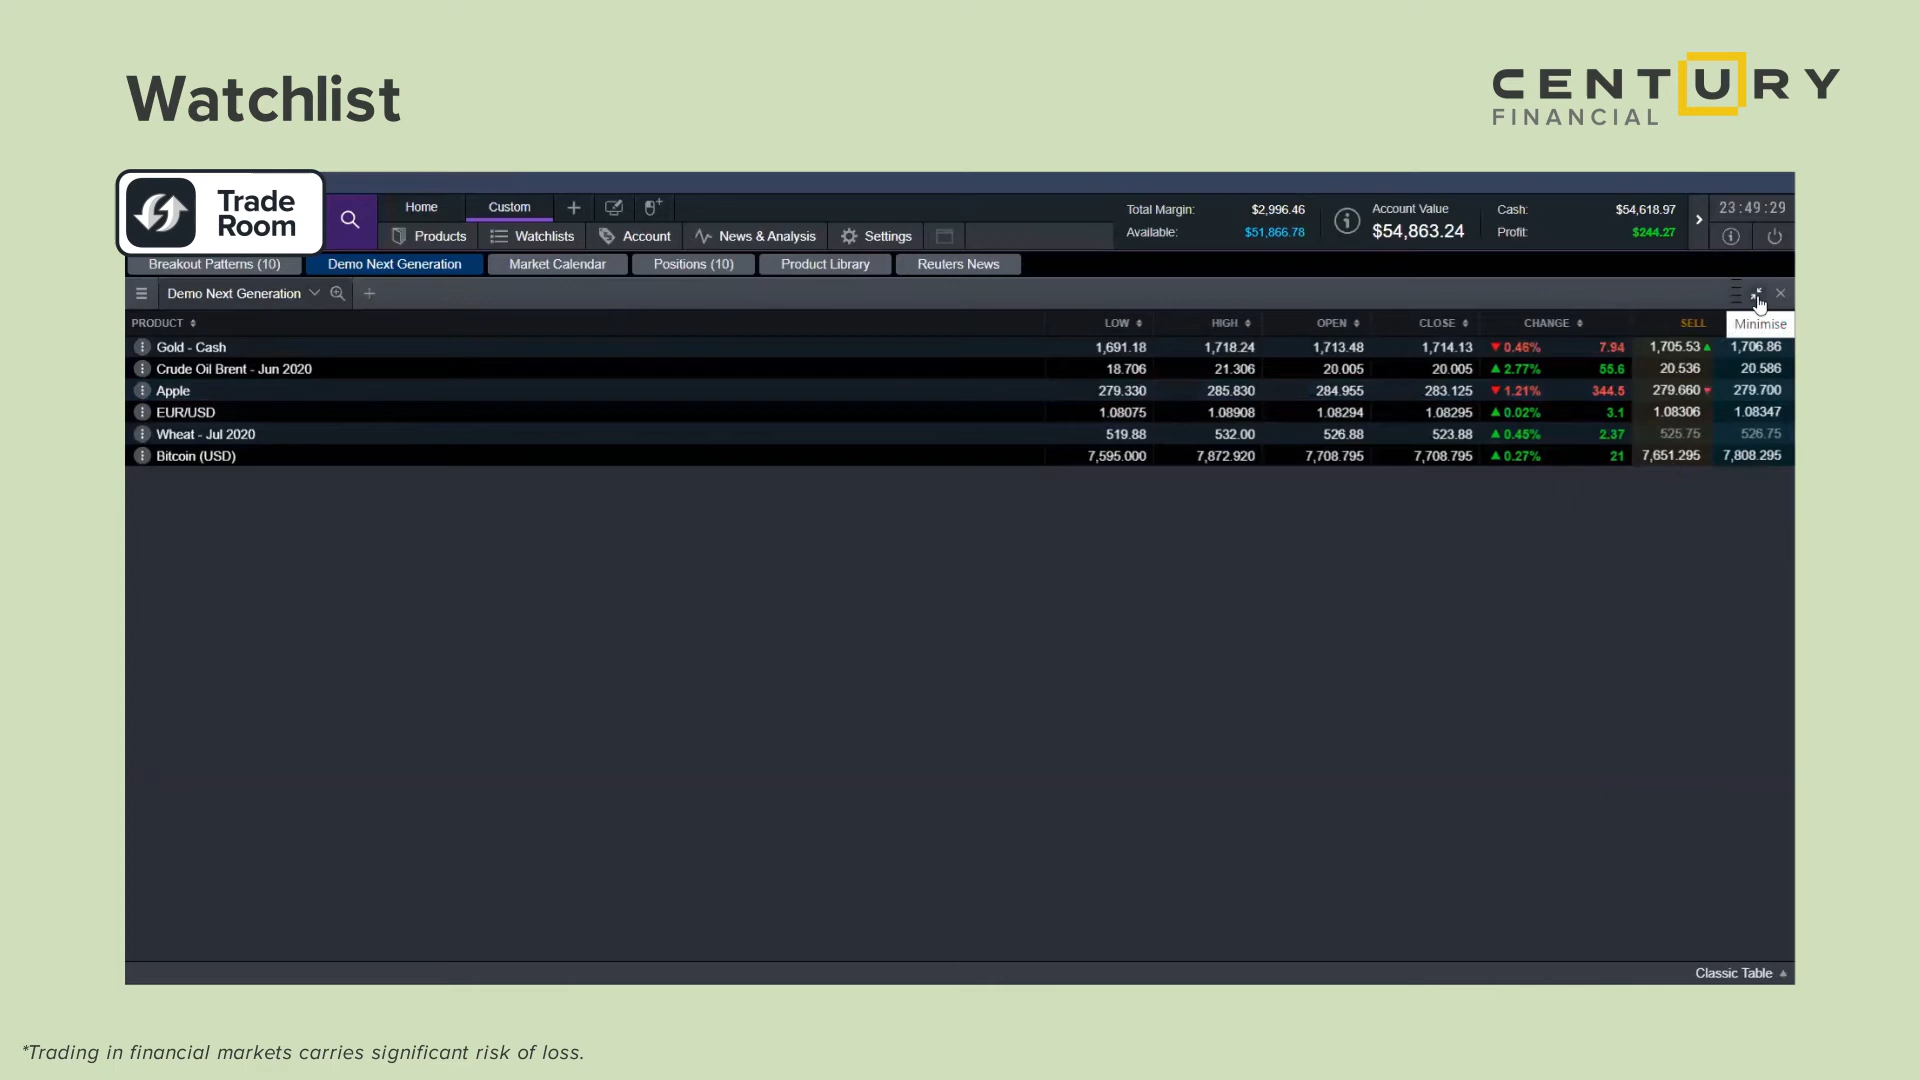 Watchlist
CENTURY
FINANCIAL
Trade
Room
Home Custom
Total Margin: $2,996.46 Account Value Cash: $54,618.97 23:49:29
Products Watchlists Account News & Analysis Settings
Available: $51,866.78 $54,863.24 Profit: $244.27
Breakout Patterns (10) Demo Next Generation Market Calendar Positions (10) Product Library Reuters News
Demo Next Generation
PRODUCT LOW HIGH OPEN CLOSE CHANGE SELL Minimise
Gold - Cash 1,691.18 1,718.24 1,713.48 1,714.13 0.46% 7.94 1,705.53 1,706.86
Crude Oil Brent - Jun 2020 18.706 21.306 20.005 20.005 2.77% 55.6 20.536 20.586
Apple 279.330 285.830 284.955 283.125 1.21% 344.5 279.660 279.700
EUR/USD 1.08075 1.08908 1.08294 1.08295 0.02% 3.1 1.08306 1.08347
Wheat - Jul 2020 519.88 532.00 526.88 523.88 0.45% 2.37 525.75 526.75
Bitcoin (USD) 7,595.000 7,872.920 7,708.795 7,708.795 0.27% 21 7,651.295 7,808.295
Classic Table
*Trading in financial markets carries significant risk of loss.